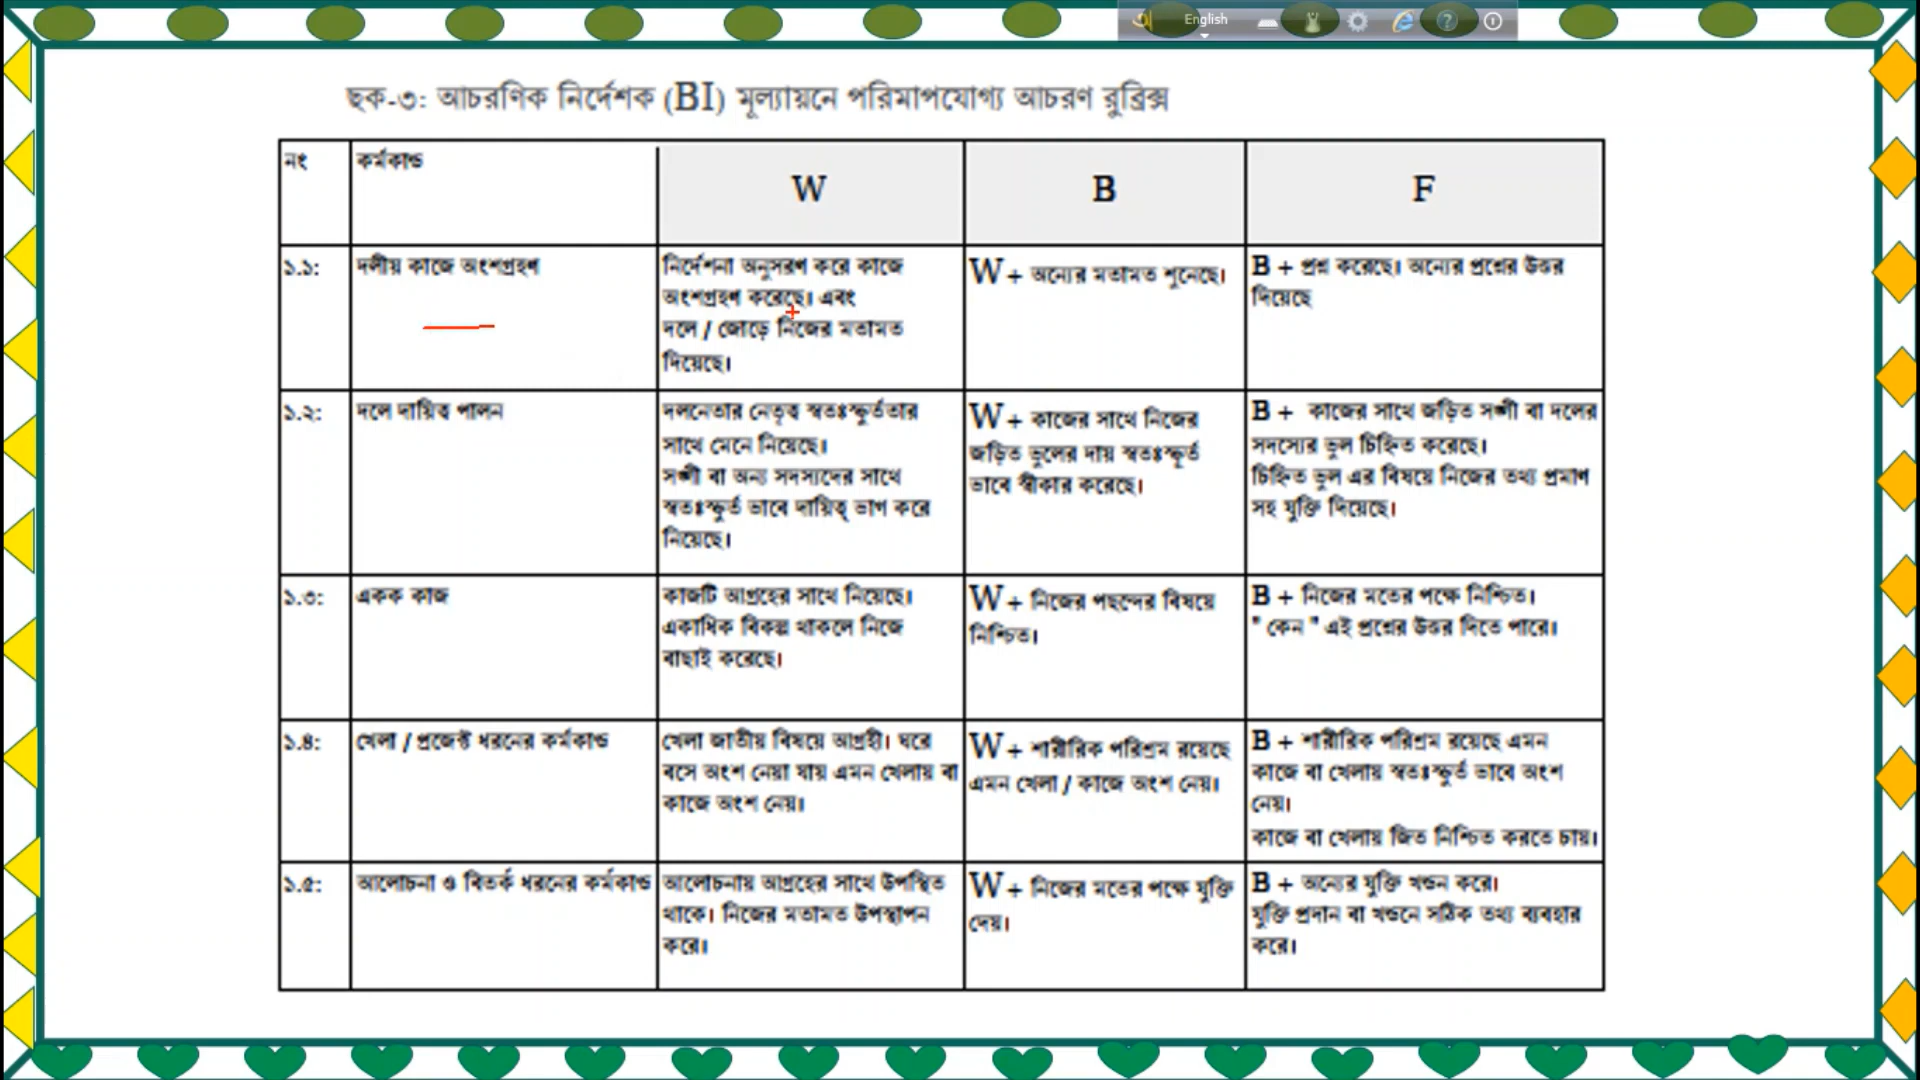 English
ছক-৩: আচরণিক নির্দেশক (BI) মূল্যায়নে পরিমাপযোগ্য আচরণ রুব্রিক্স
নং
কর্মকান্ড
W
B
F
১.১:
দলীয় কাজে অংশগ্রহণ
নির্দেশনা অনুসরণ করে কাজে
অংশগ্রহণ করেছে। এবং
দলে / জোড়ে নিজের মতামত
দিয়েছে।
W + অন্যের মতামত শুনেছে।
B + প্রশ্ন করেছে। অন্যের প্রশ্নের উত্তর
দিয়েছে
১.২:
দলে দায়িত্ব পালন
দলনেতার নেতৃত্ব স্বতঃস্ফুর্ততার
সাথে মেনে নিয়েছে।
সঙ্গী বা অন্য সদস্যদের সাথে
স্বতঃস্ফুর্ত ভাবে দায়িত্ব ভাগ করে
নিয়েছে।
W + কাজের সাথে নিজের
জড়িত ভুলের দায় স্বতঃস্ফূর্ত
ভাবে স্বীকার করেছে।
B + কাজের সাথে জড়িত সঙ্গী বা দলের
সদস্যের ভুল চিহ্নিত করেছে।
চিহ্নিত ভুল এর বিষয়ে নিজের তথ্য প্রমাণ
সহ যুক্তি দিয়েছে।
১.৩:
একক কাজ
কাজটি আগ্রহের সাথে নিয়েছে।
একাধিক বিকল্প থাকলে নিজে
বাছাই করেছে।
W + নিজের পছন্দের বিষয়ে
নিশ্চিত।
B + নিজের মতের পক্ষে নিশ্চিত।
" কেন " এই প্রশ্নের উত্তর দিতে পারে।
১.৪:
খেলা / প্রজেক্ট ধরনের কর্মকান্ড
খেলা জাতীয় বিষয়ে আগ্রহী। ঘরে
বসে অংশ নেয়া যায় এমন খেলায় বা
কাজে অংশ নেয়।
W + শারীরিক পরিশ্রম রয়েছে
এমন খেলা / কাজে অংশ নেয়।
B + শারীরিক পরিশ্রম রয়েছে এমন
কাজে বা খেলায় স্বতঃস্ফুর্ত ভাবে অংশ
নেয়।
কাজে বা খেলায় জিত নিশ্চিত করতে চায়।
১.৫:
আলোচনা ও বিতর্ক ধরনের কর্মকান্ড
আলোচনায় আগ্রহের সাথে উপস্থিত
থাকে। নিজের মতামত উপস্থাপন
করে।
W + নিজের মতের পক্ষে যুক্তি
দেয়।
B + অন্যের যুক্তি খণ্ডন করে।
যুক্তি প্রদান বা খণ্ডনে সঠিক তথ্য ব্যবহার
করে।